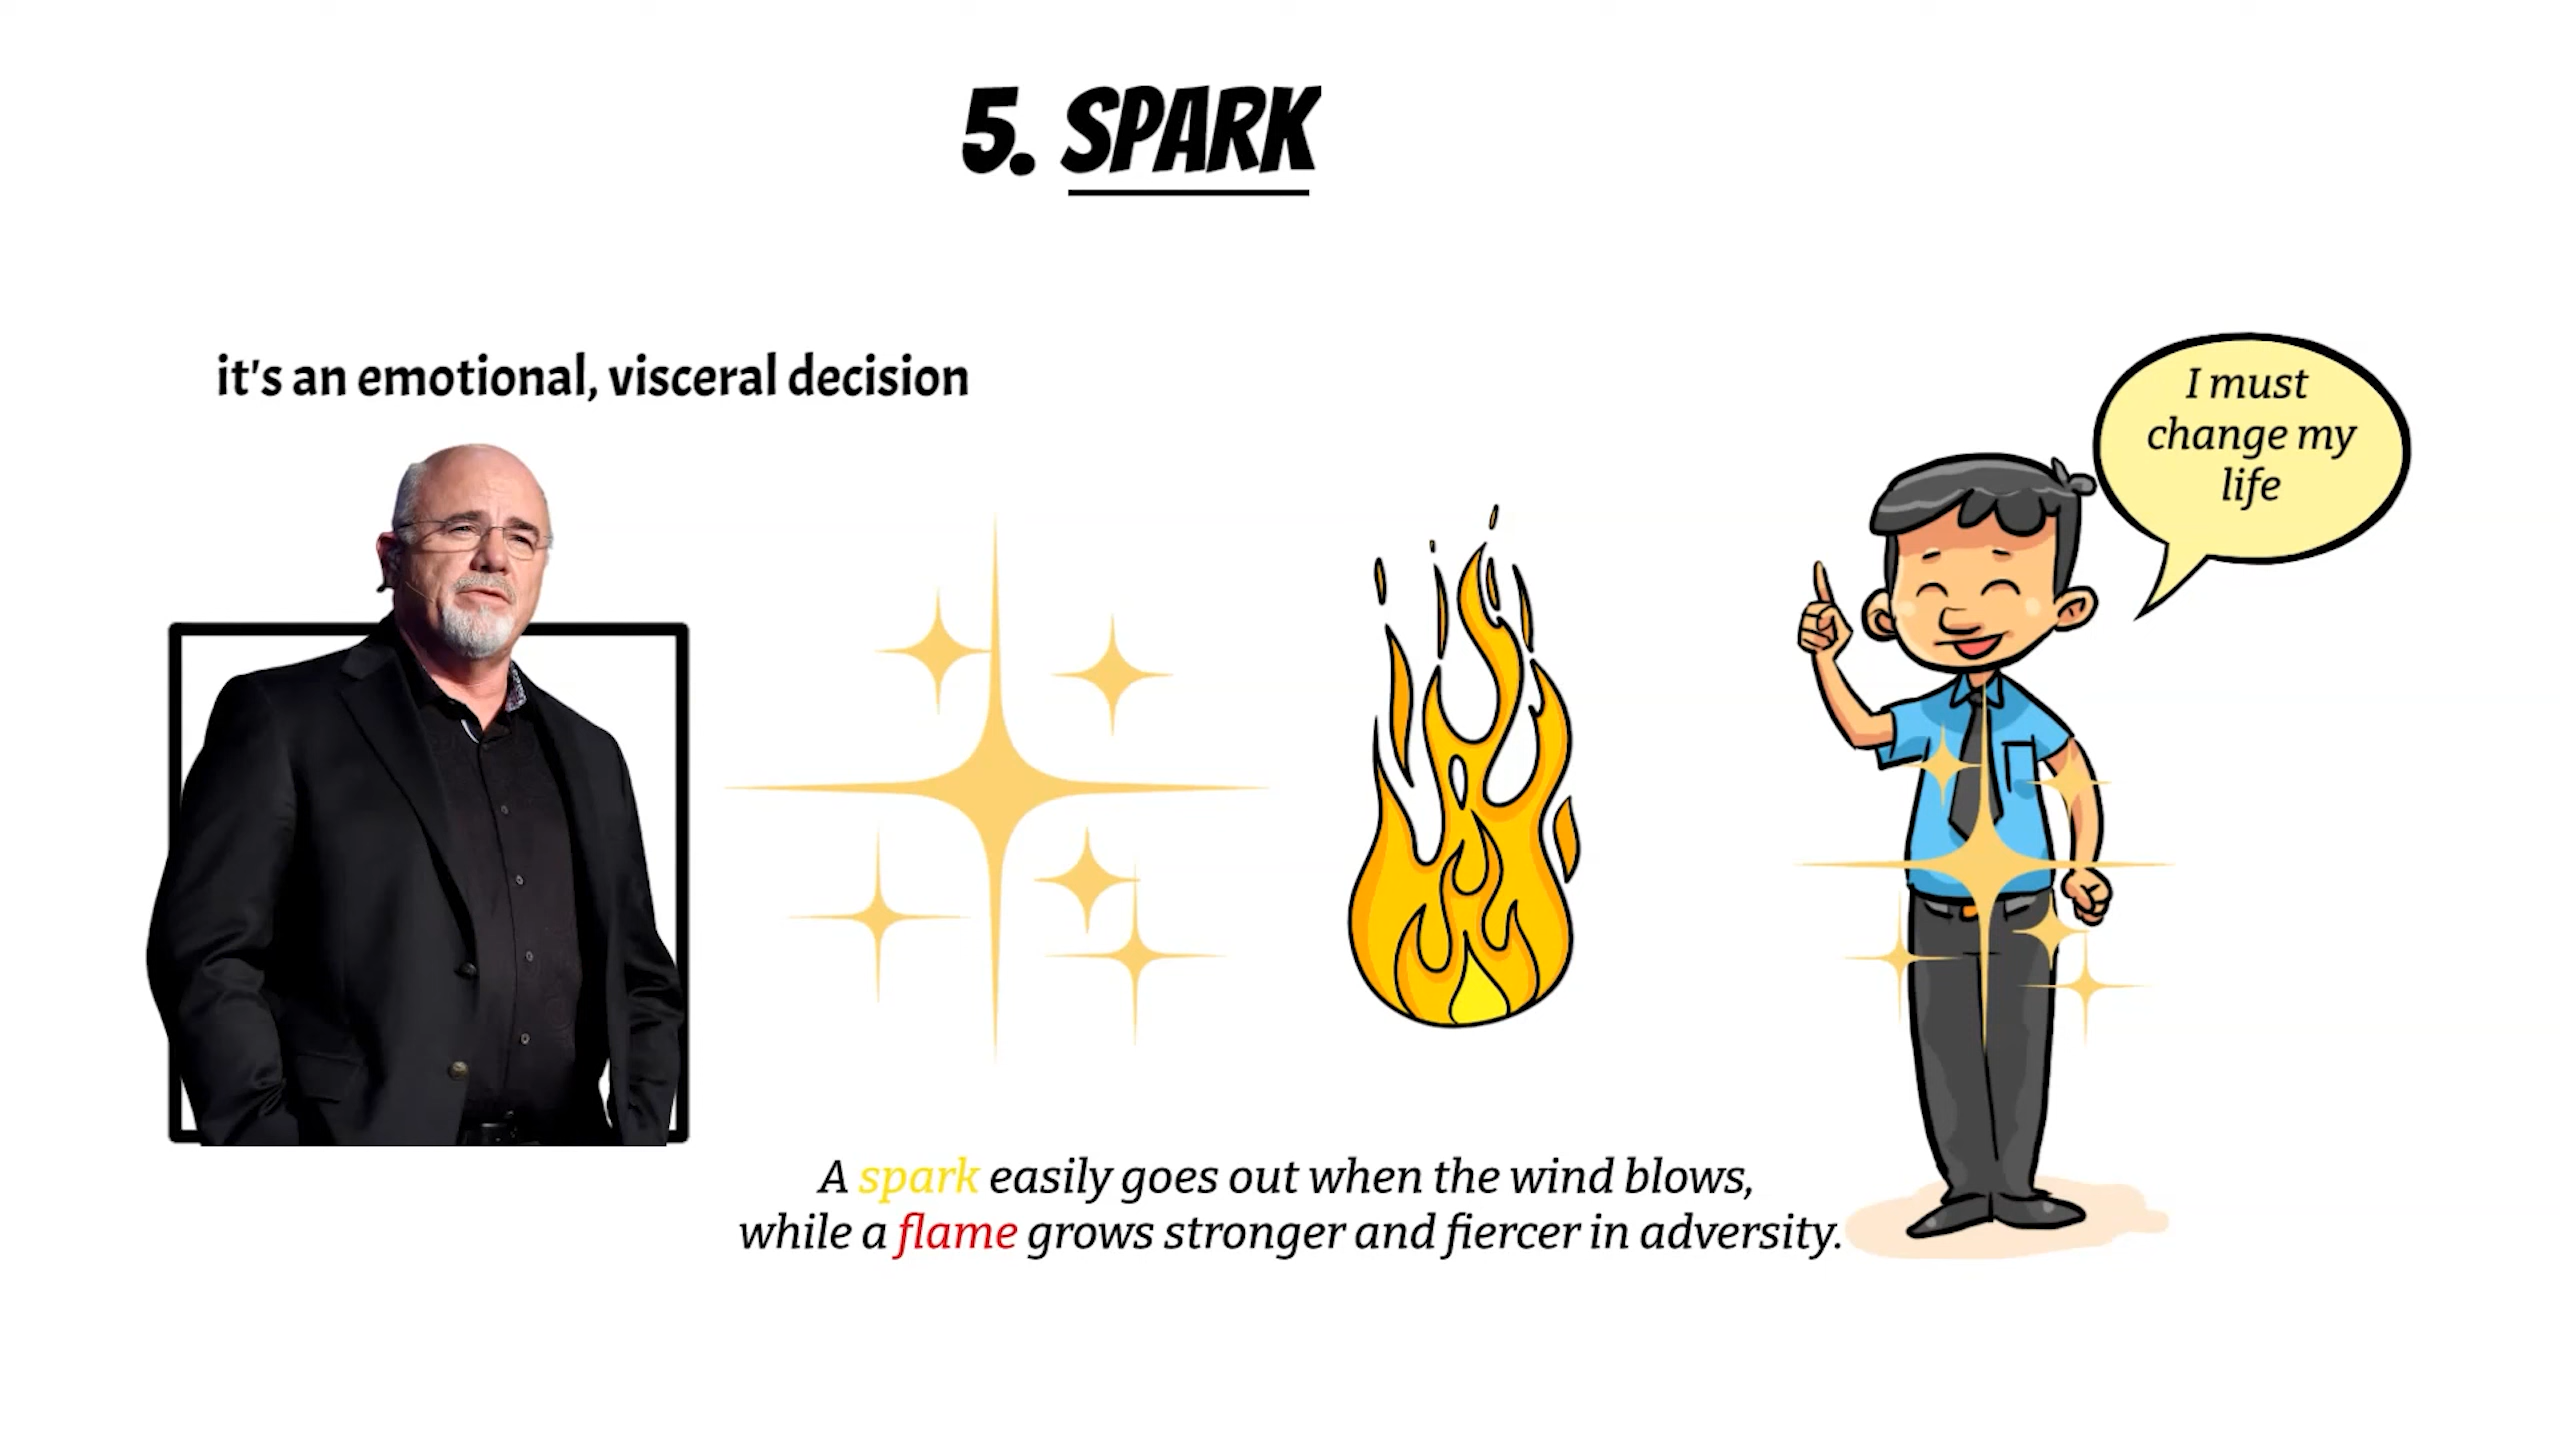 5. SPARK
it's an emotional, visceral decision
I must
change my
life
A spark easily goes out when the wind blows,
while a flame grows stronger and fiercer in adversity.